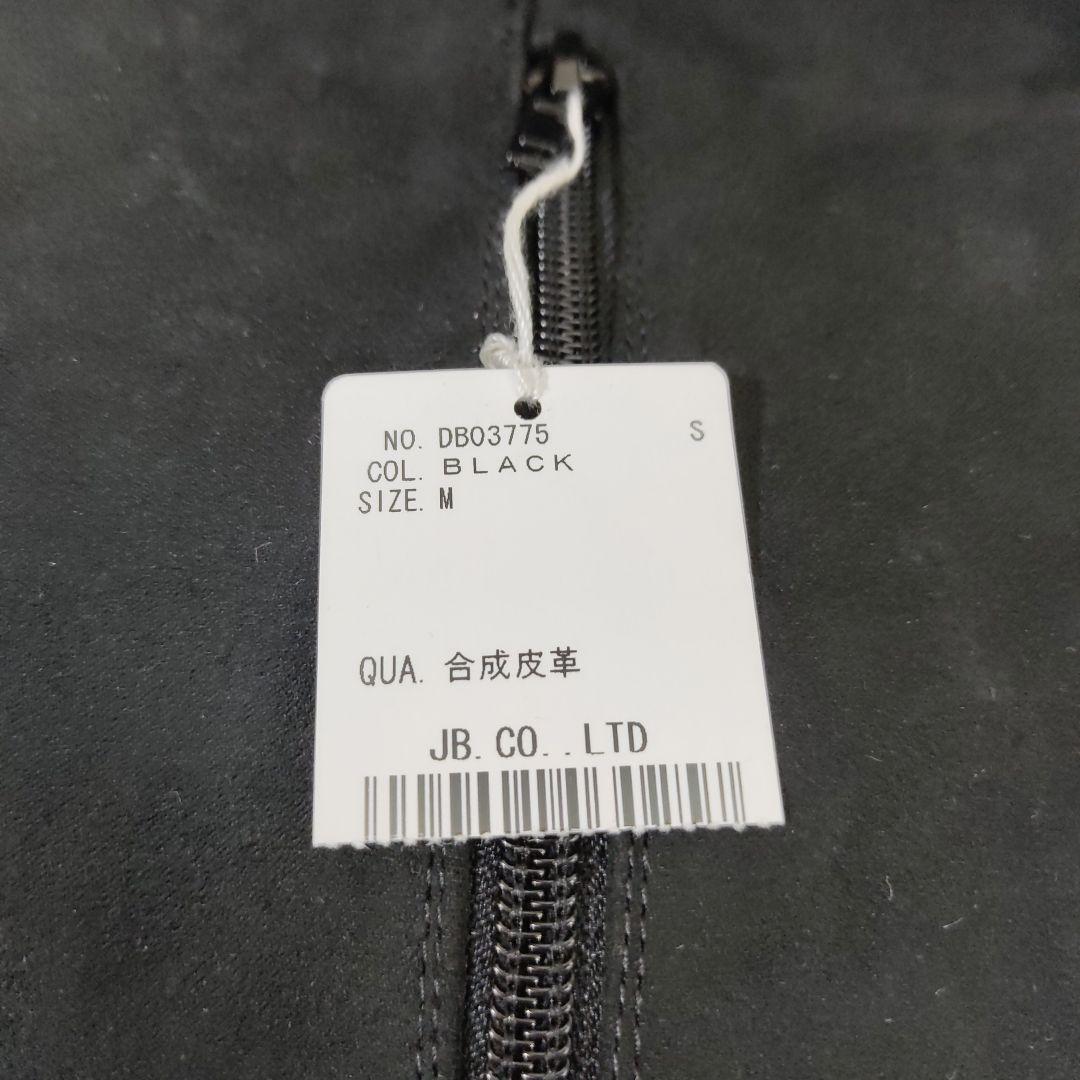 NO. DB03775 S
COL. BLACK
SIZE. M
QUA. 合成皮革
JB. CO. . LTD